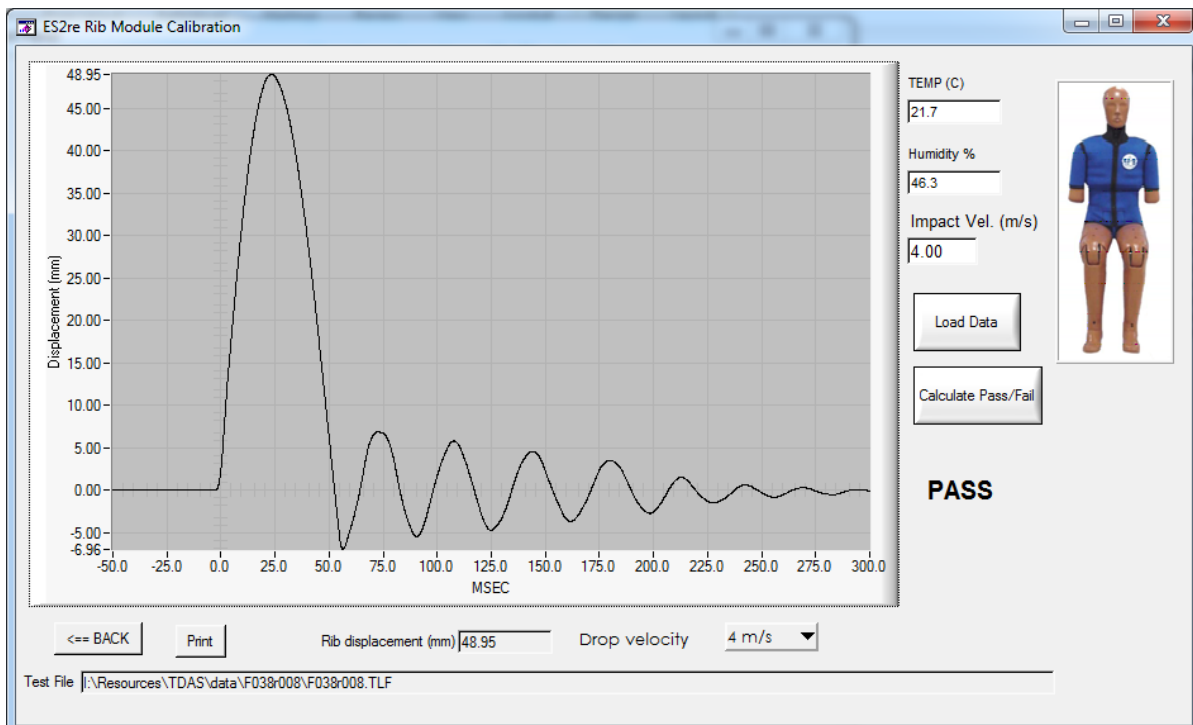 ES2re Rib Module Calibration
48.95
45.00
40.00
35.00
30.00
25.00
20.00
15.00
10.00
5.00
0.00
-5.00
-6.96
Displacement (mm)
-50.0 -25.0 0.0 25.0 50.0 75.0 100.0 125.0 150.0 175.0 200.0 225.0 250.0 275.0 300.0
MSEC
TEMP (C)
21.7
Humidity %
46.3
Impact Vel. (m/s)
4.00
Load Data
Calculate Pass/Fail
PASS
<== BACK
Print
Rib displacement (mm) 48.95
Drop velocity
4 m/s
Test File I:\Resources\TDAS\data\F038r008\F038r008.TLF